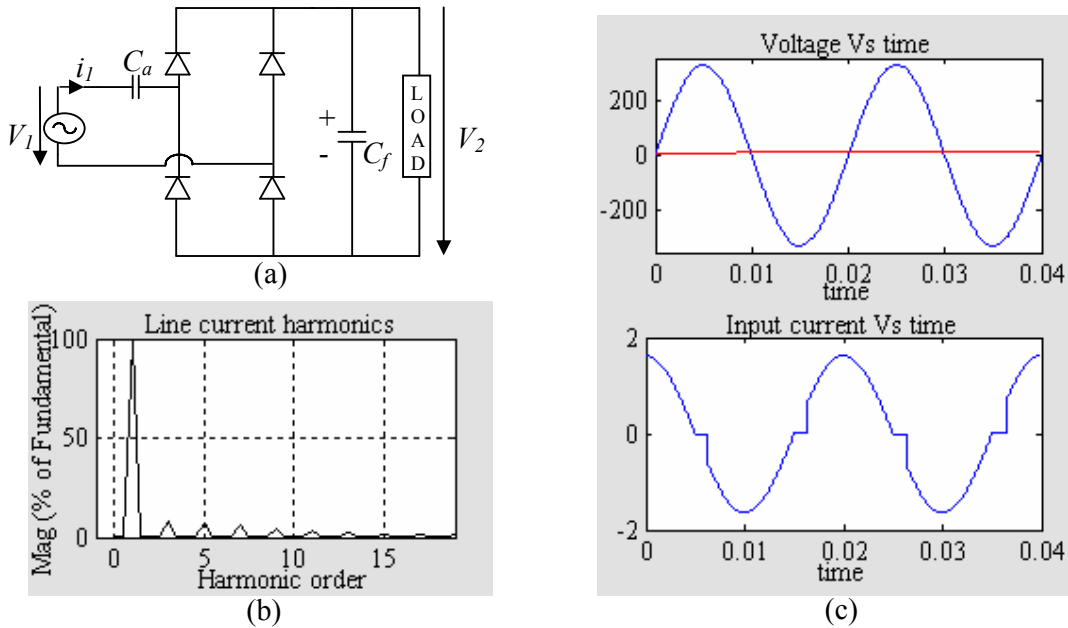 i1
Ca
V1
+
-
Cf
LOAD
V2
(a)
Line current harmonics
Mag (% of Fundamental)
100
50
0
0 5 10 15
Harmonic order
(b)
Voltage Vs time
200
0
-200
0 0.01 0.02 0.03 0.04
time
Input current Vs time
2
0
-2
0 0.01 0.02 0.03 0.04
time
(c)